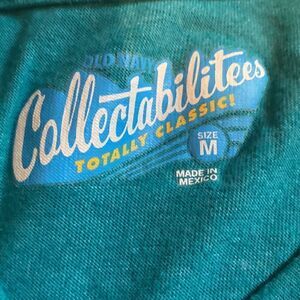 OLD NAVY
Collectabilitees
TOTALLY CLASSIC!
SIZE
M
MADE IN
MEXICO